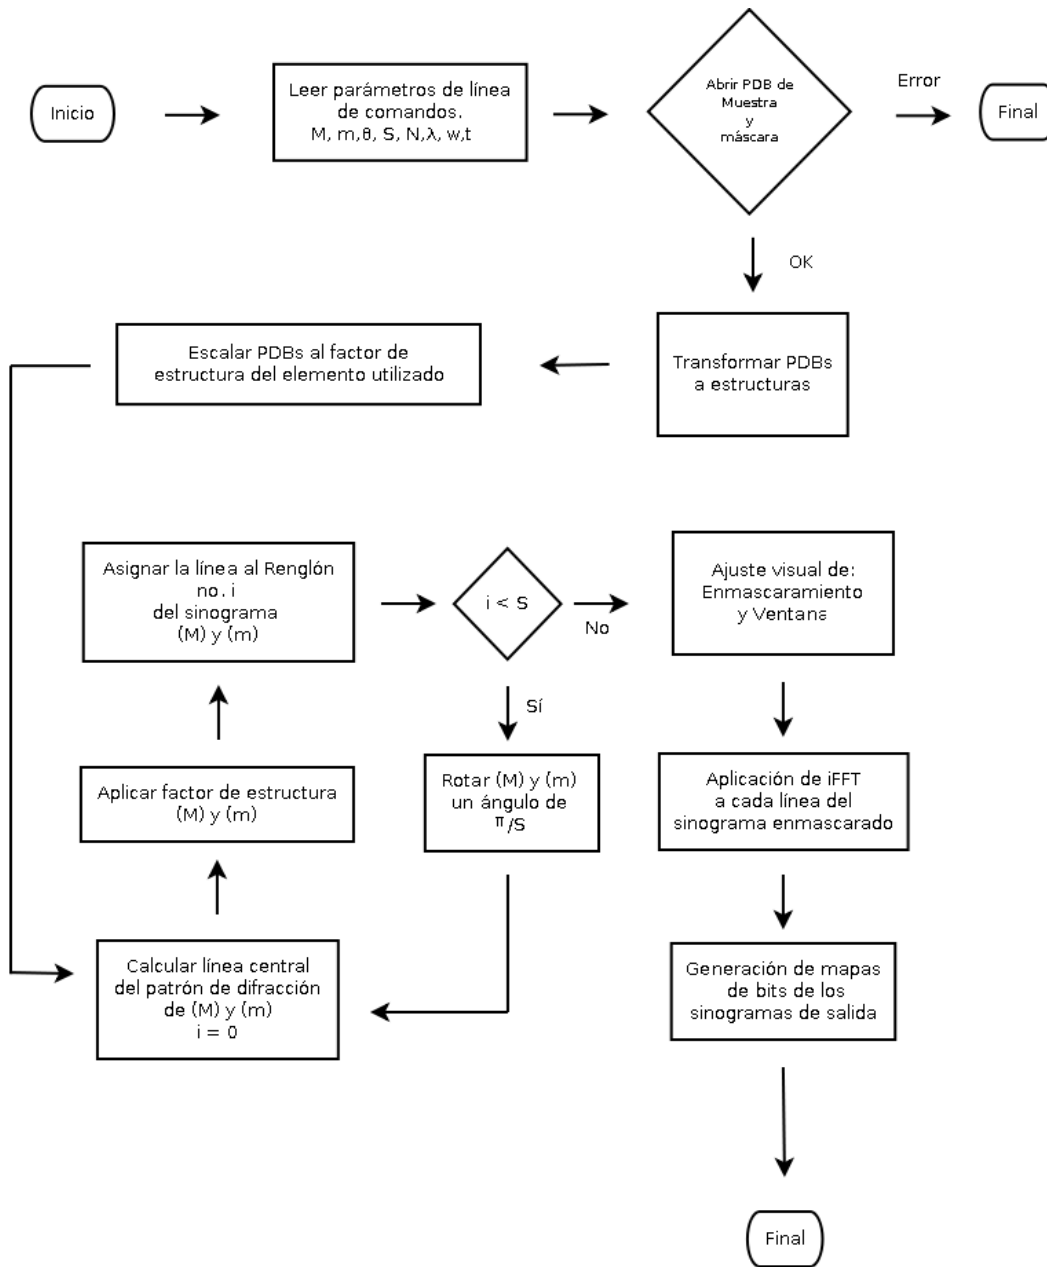 Inicio
Leer parámetros de línea
de comandos.
M, m,θ, S, N,λ, w,t
Abrir PDB de
Muestra
y
máscara
Error
Final
OK
Transformar PDBs
a estructuras
Escalar PDBs al factor de
estructura del elemento utilizado
Calcular línea central
del patrón de difracción
de (M) y (m)
i = 0
Aplicar factor de estructura
(M) y (m)
Asignar la línea al Renglón
no. i
del sinograma
(M) y (m)
i < S
Sí
Rotar (M) y (m)
un ángulo de
π/S
No
Ajuste visual de:
Enmascaramiento
y Ventana
Aplicación de iFFT
a cada línea del
sinograma enmascarado
Generación de mapas
de bits de los
sinogramas de salida
Final